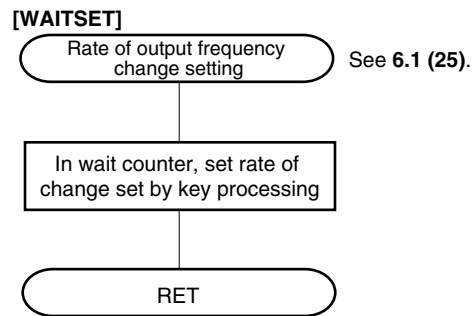 [WAITSET]
Rate of output frequency
change setting
See 6.1 (25).
In wait counter, set rate of
change set by key processing
RET